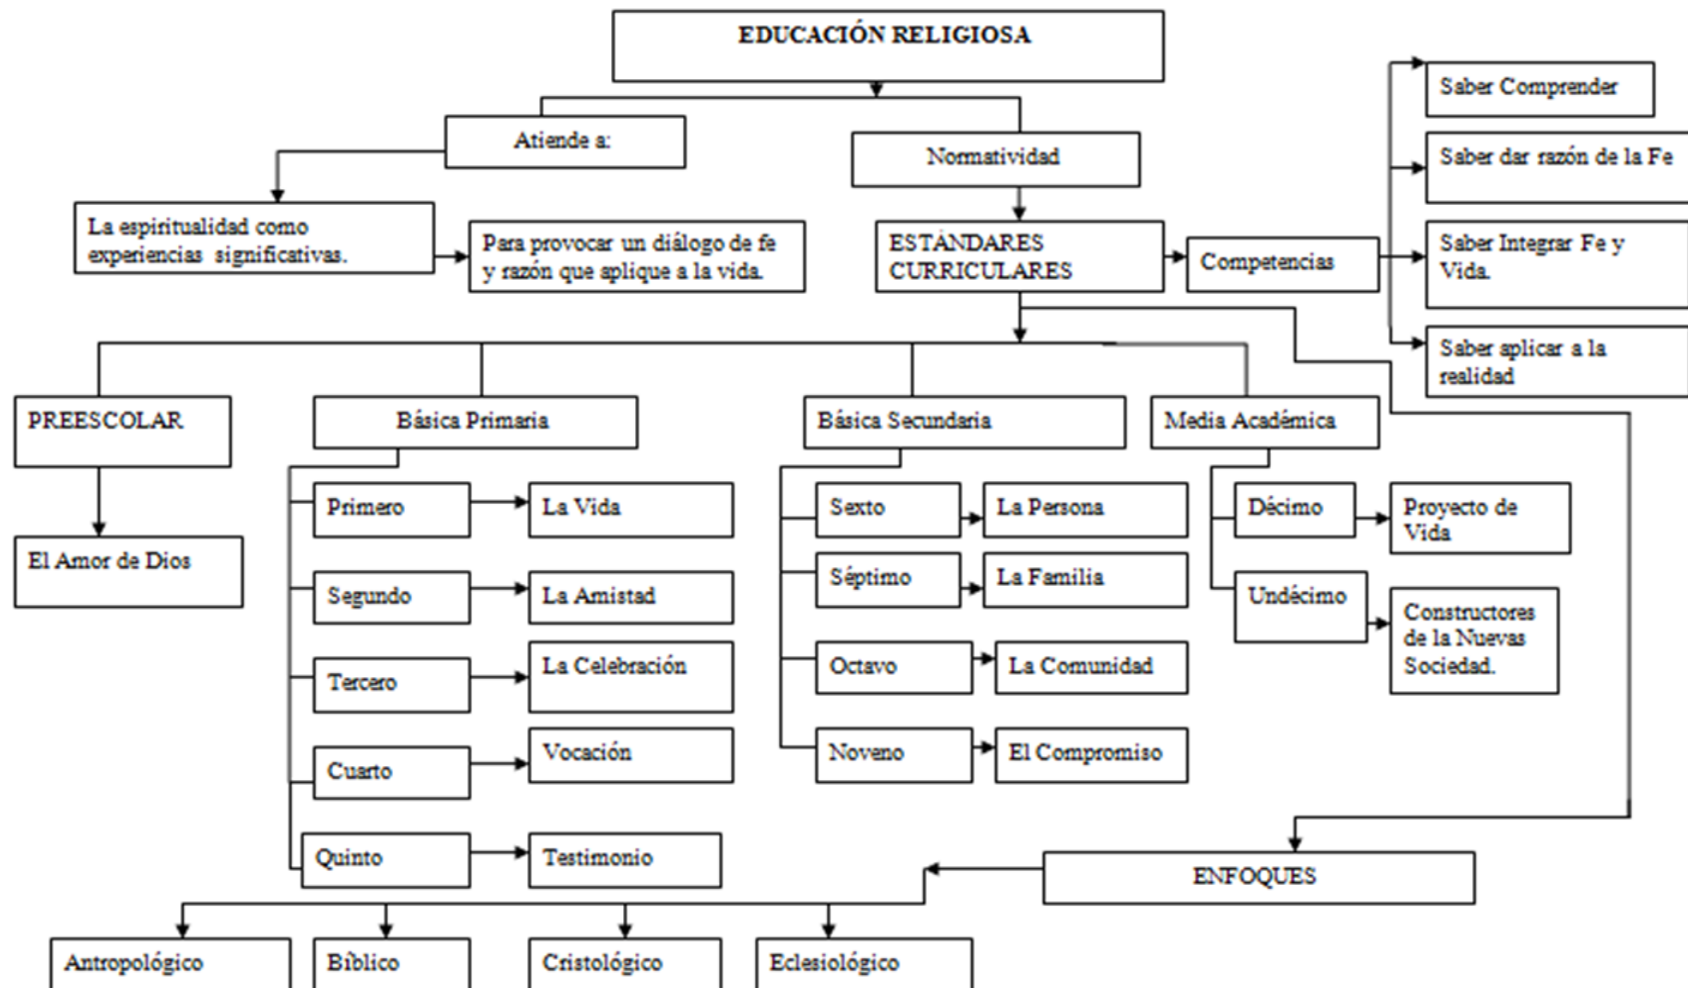 EDUCACIÓN RELIGIOSA
Atiende a:
Normatividad
Saber Comprender
Saber dar razón de la Fe
Saber Integrar Fe y
Vida.
Saber aplicar a la
realidad
La espiritualidad como
experiencias significativas.
Para provocar un diálogo de fe
y razón que aplique a la vida.
ESTÁNDARES
CURRICULARES
Competencias
PREESCOLAR
Básica Primaria
Básica Secundaria
Media Académica
El Amor de Dios
Primero
La Vida
Segundo
La Amistad
Tercero
La Celebración
Cuarto
Vocación
Quinto
Testimonio
Sexto
La Persona
Séptimo
La Familia
Octavo
La Comunidad
Noveno
El Compromiso
Décimo
Proyecto de
Vida
Undécimo
Constructores
de la Nuevas
Sociedad.
ENFOQUES
Antropológico
Bíblico
Cristológico
Eclesiológico